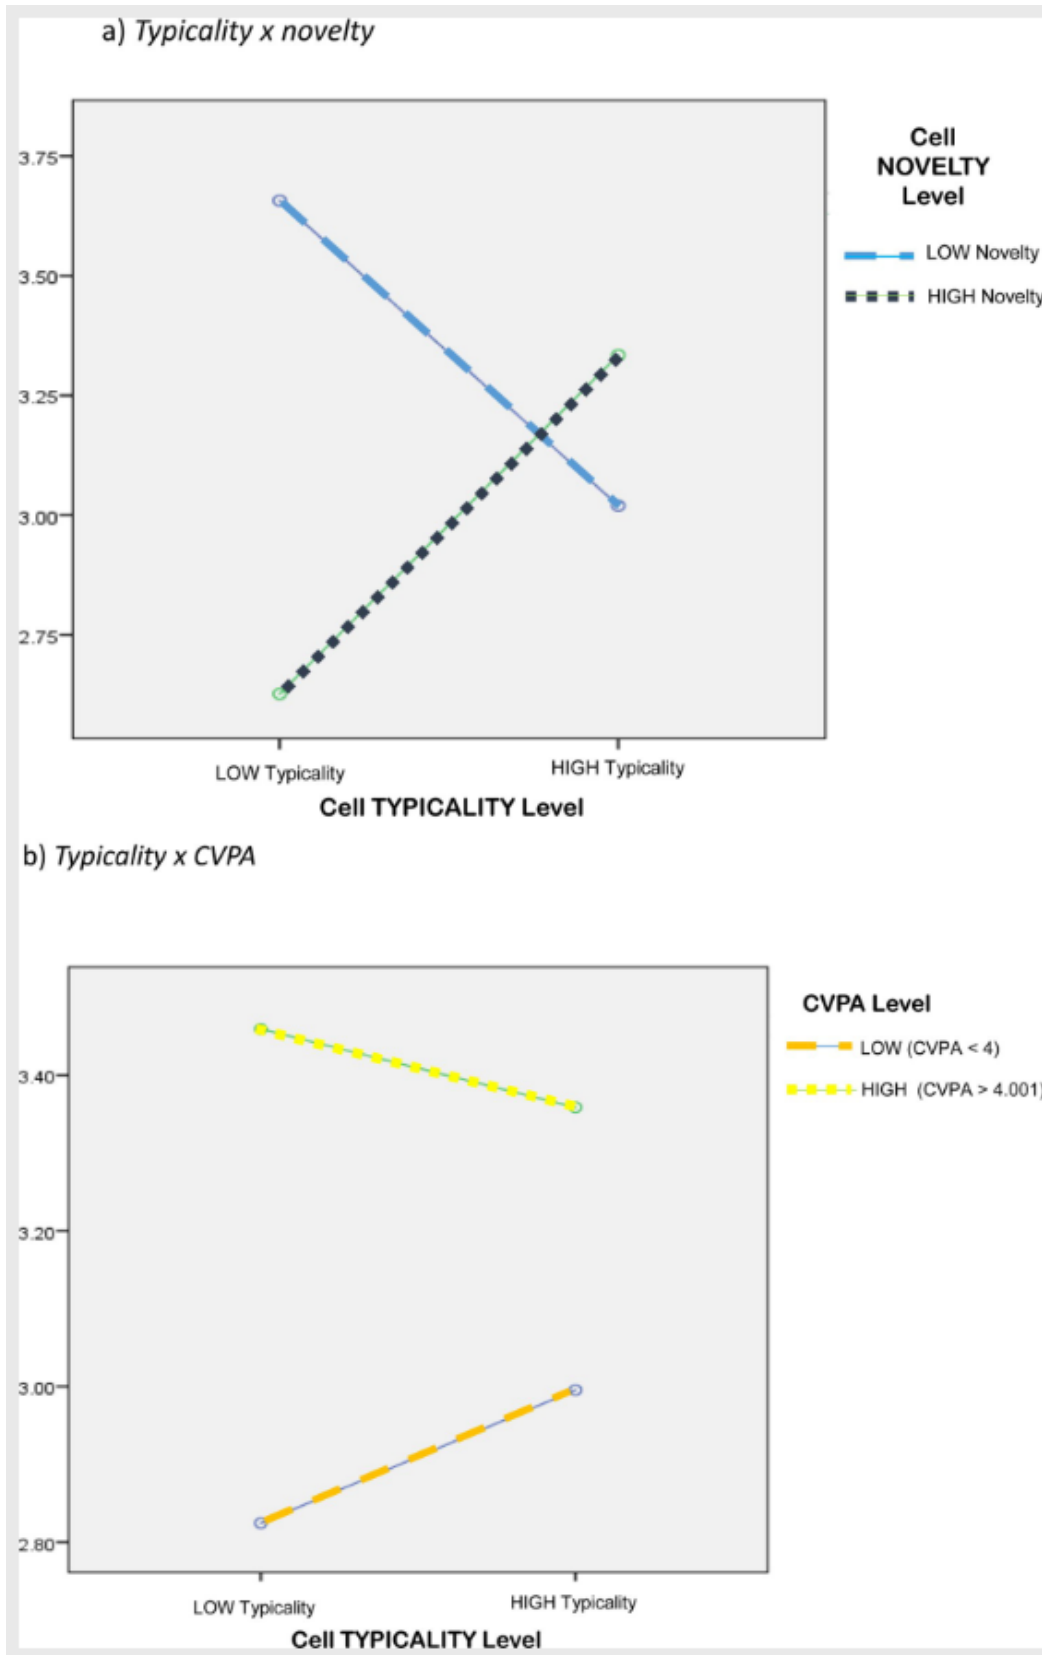 a) Typicality x novelty
Cell
NOVELTY
Level
LOW Novelty
HIGH Novelty
3.75
3.50
3.25
3.00
2.75
LOW Typicality
HIGH Typicality
Cell TYPICALITY Level
b) Typicality x CVPA
CVPA Level
LOW (CVPA < 4)
HIGH (CVPA > 4.001)
3.40
3.20
3.00
2.80
LOW Typicality
HIGH Typicality
Cell TYPICALITY Level